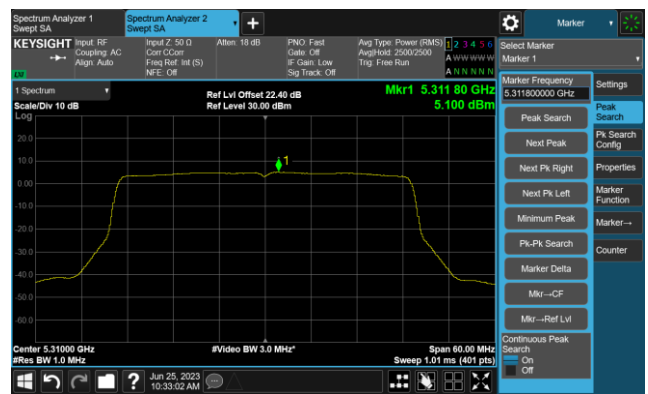 Spectrum Analyzer 1
Swept SA
Spectrum Analyzer 2
Swept SA
+
Marker
KEYSIGHT
Input: RF
Coupling: AC
Align: Auto
Input Z: 50 Ω
Corr CCorr
Freq Ref: Int (S)
NFE: Off
Atten: 18 dB
PNO: Fast
Gate: Off
IF Gain: Low
Sig Track: Off
Avg Type: Power (RMS)
Avg|Hold: 2500/2500
Trig: Free Run
1 2 3 4 5 6
A W W W W W
A N N N N N
Select Marker
Marker 1
1 Spectrum
Scale/Div 10 dB
Log
Ref Lvl Offset 22.40 dB
Ref Level 30.00 dBm
Mkr1 5.311 80 GHz
5.100 dBm
20.0
10.0
0.00
-10.0
-20.0
-30.0
-40.0
-50.0
-60.0
1
Center 5.31000 GHz
#Res BW 1.0 MHz
#Video BW 3.0 MHz*
Span 60.00 MHz
Sweep 1.01 ms (401 pts)
Marker Frequency
5.311800000 GHz
Peak Search
Next Peak
Next Pk Right
Next Pk Left
Minimum Peak
Pk-Pk Search
Marker Delta
Mkr→CF
Mkr→Ref Lvl
Continuous Peak
Search
On
Off
Settings
Peak
Search
Pk Search
Config
Properties
Marker
Function
Marker→
Counter
?
Jun 25, 2023
10:33:02 AM